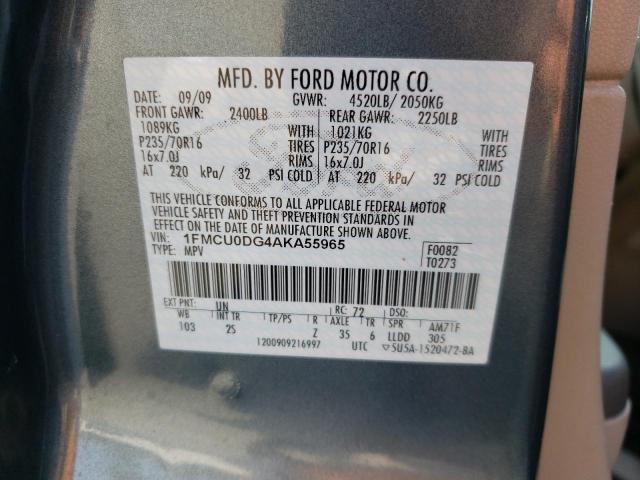 MFD. BY FORD MOTOR CO.
DATE: 09/09 GVWR: 4520LB/ 2050KG
FRONT GAWR: 2400LB REAR GAWR: 2250LB
1089KG WITH 1021KG WITH
P235/70R16 TIRES P235/70R16 TIRES
16x7.0J RIMS 16x7.0J RIMS
AT 220 kPa/ 32 PSI COLD AT 220 kPa/ 32 PSI COLD
THIS VEHICLE CONFORMS TO ALL APPLICABLE FEDERAL MOTOR
VEHICLE SAFETY AND THEFT PREVENTION STANDARDS IN
EFFECT ON THE DATE OF MANUFACTURE SHOWN ABOVE.
VIN: 1FMCU0DG4AKA55965 F0082
TYPE: MPV T0273
EXT PNT: UN RC: 72 DSO:
WB INT TR TP/PS R AXLE TR SPR AM71F
103 2S Z 35 6 LLDD 305
1200909216997 UTC ▽5U5A-1520472-BA